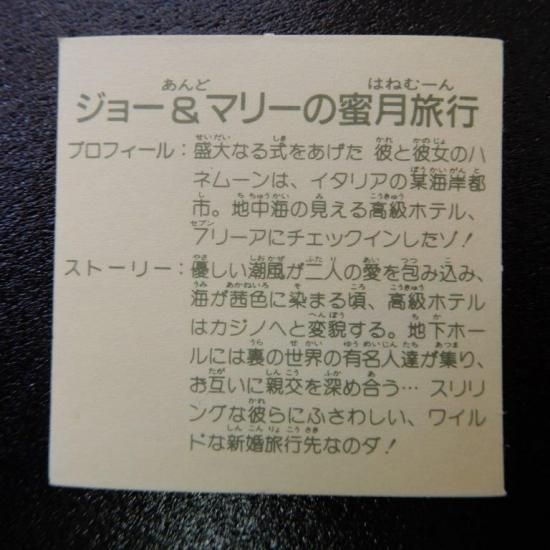 ジョー&マリーの蜜月旅行
プロフィール:盛大なる式をあげた 彼と彼女のハ
ネムーンは、イタリアの某海岸都
市。地中海の見える高級ホテル、
7リーアにチェックインしたゾ!
ストーリー:優しい潮風が二人の愛を包み込み、
海が茜色に染まる頃、高級ホテル
はカジノへと変貌する。地下ホー
ルには裏の世界の有名人達が集り、
お互いに親交を深め合う… スリリ
ングな彼らにふさわしい、ワイル
ドな新婚旅行先なのダ!